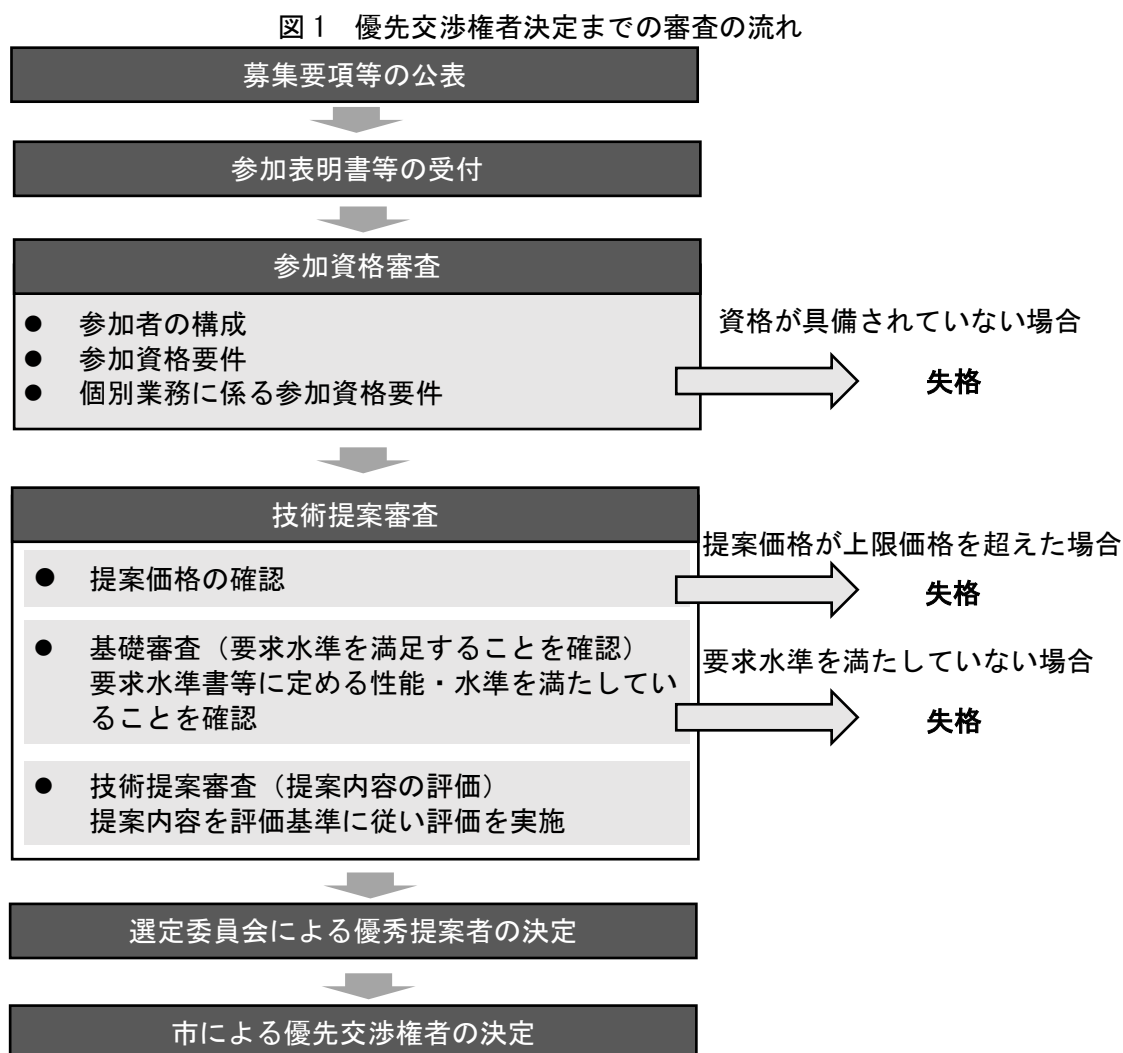 図1 優先交渉権者決定までの審査の流れ
募集要項等の公表
参加表明書等の受付
参加資格審査
● 参加者の構成
● 参加資格要件
● 個別業務に係る参加資格要件
資格が具備されていない場合
失格
技術提案審査
● 提案価格の確認
提案価格が上限価格を超えた場合
失格
● 基礎審査(要求水準を満足することを確認)
要求水準書等に定める性能・水準を満たしてい
ることを確認
要求水準を満たしていない場合
失格
● 技術提案審査(提案内容の評価)
提案内容を評価基準に従い評価を実施
選定委員会による優秀提案者の決定
市による優先交渉権者の決定